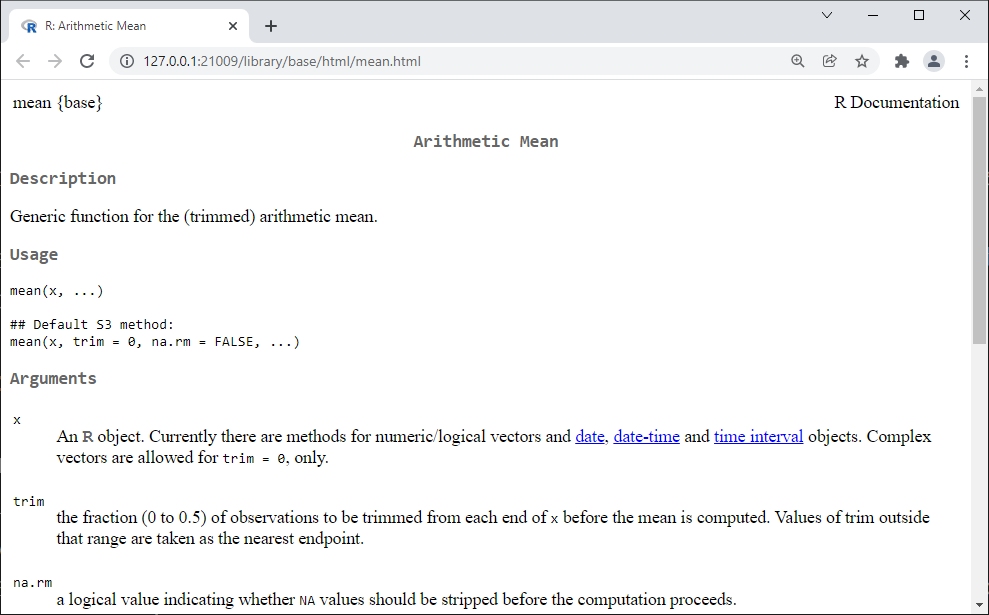 R: Arithmetic Mean
127.0.0.1:21009/library/base/html/mean.html
mean {base}
R Documentation
Arithmetic Mean
Description
Generic function for the (trimmed) arithmetic mean.
Usage
mean(x, ...)
## Default S3 method:
mean(x, trim = 0, na.rm = FALSE, ...)
Arguments
x
An R object. Currently there are methods for numeric/logical vectors and date, date-time and time interval objects. Complex
vectors are allowed for trim = 0, only.
trim
the fraction (0 to 0.5) of observations to be trimmed from each end of x before the mean is computed. Values of trim outside
that range are taken as the nearest endpoint.
na.rm
a logical value indicating whether NA values should be stripped before the computation proceeds.